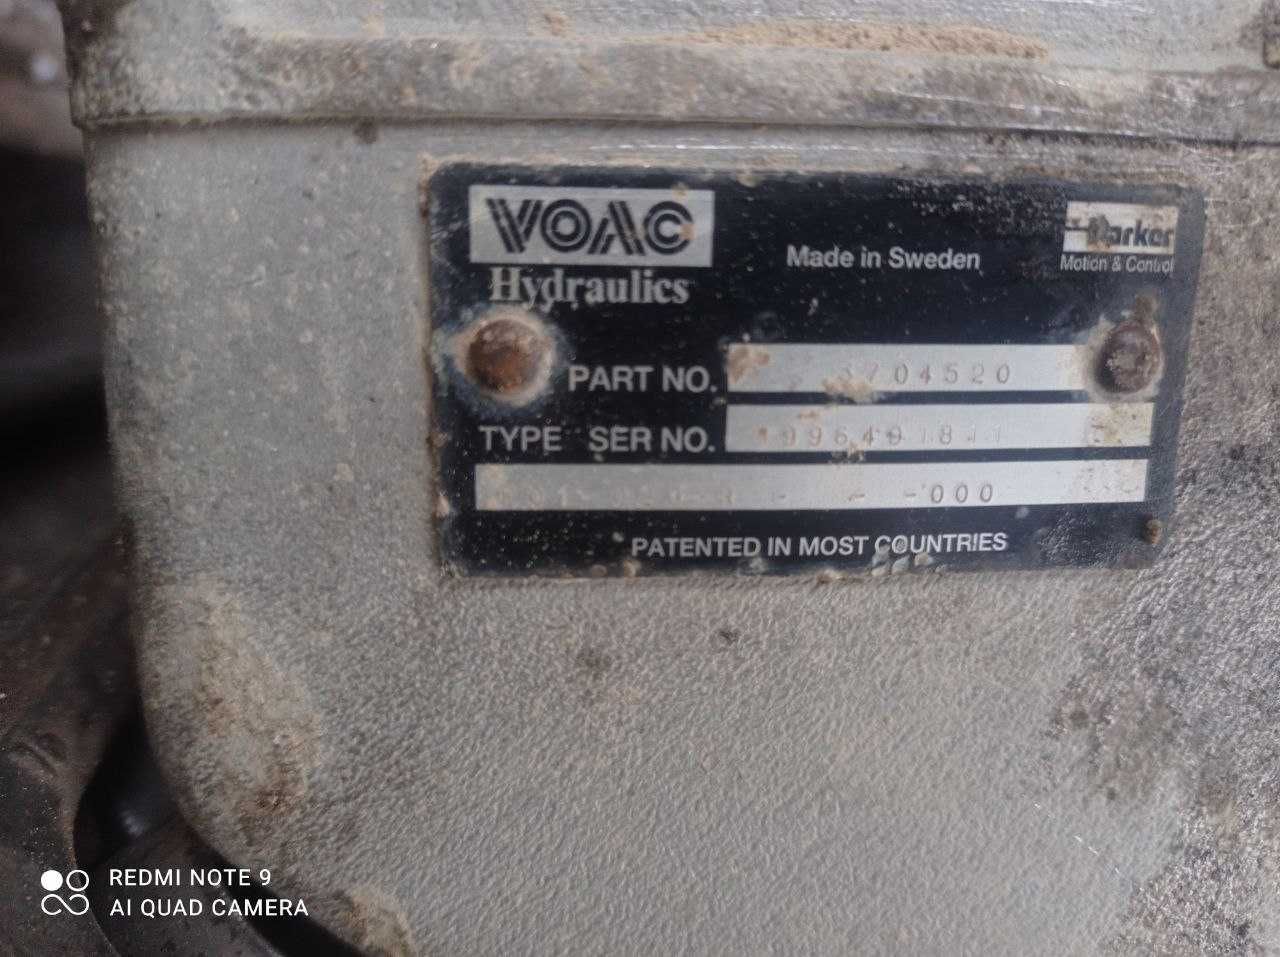 VOAC
Hydraulics
Made in Sweden
Parker
Motion & Control
PART NO. 3704520
TYPE SER NO.
-000
PATENTED IN MOST COUNTRIES
REDMI NOTE 9
AI QUAD CAMERA